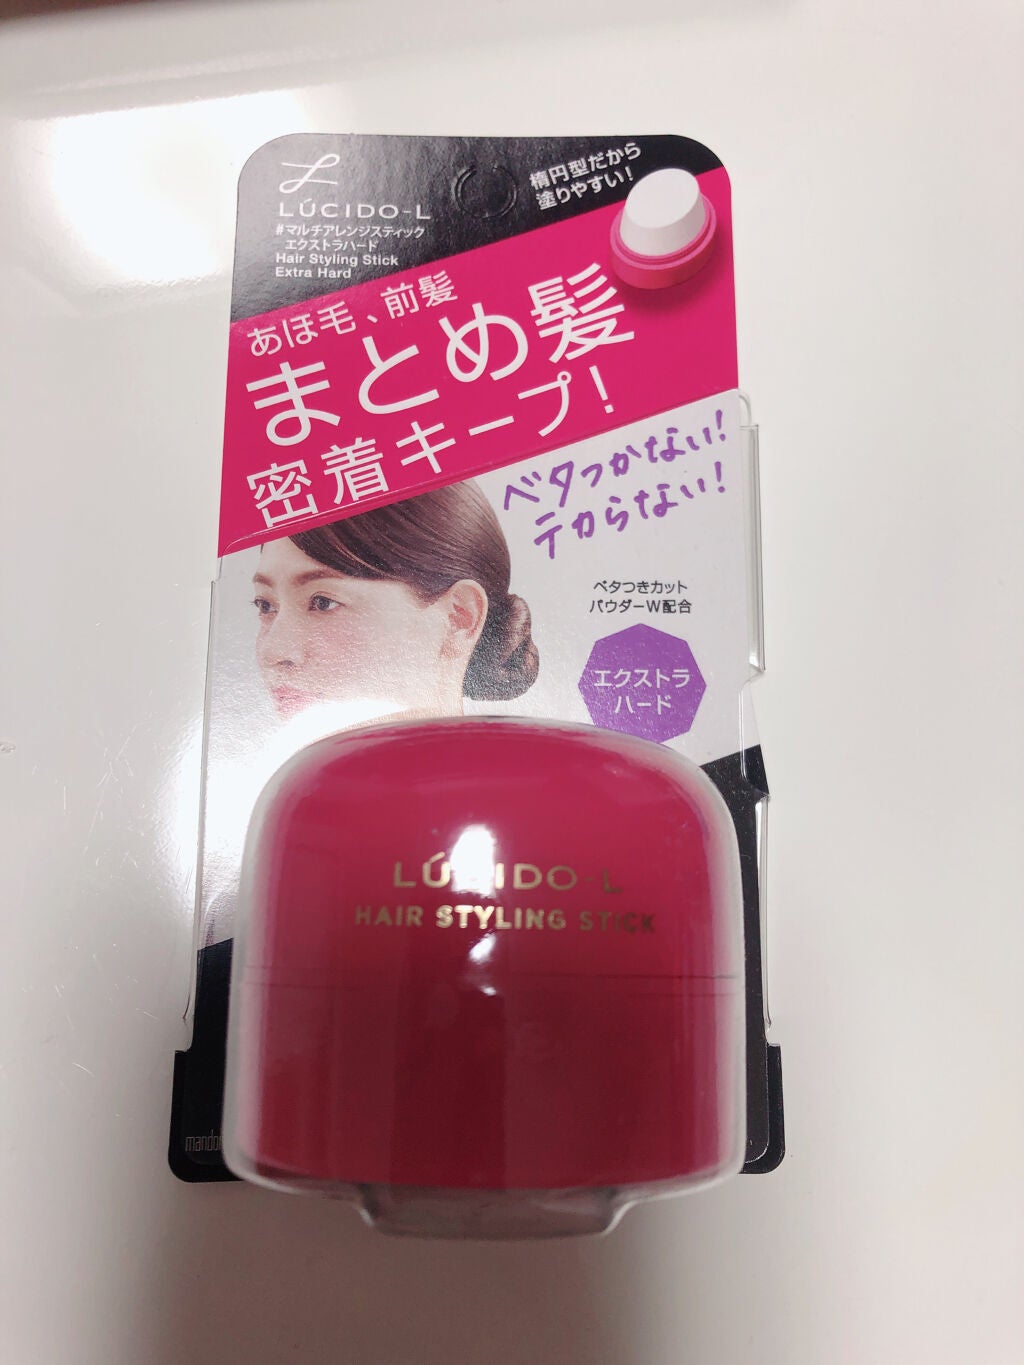 LÚCIDO-L
#マルチアレンジスティック
エクストラハード
Hair Styling Stick
Extra Hard
楕円型だから
塗りやすい!
あほ毛、前髪
まとめ髪
密着キープ!
ベタつかない!
テカらない!
ベタつきカット
パウダーW配合
エクストラ
ハード
LÚCIDO-L
HAIR STYLING STICK